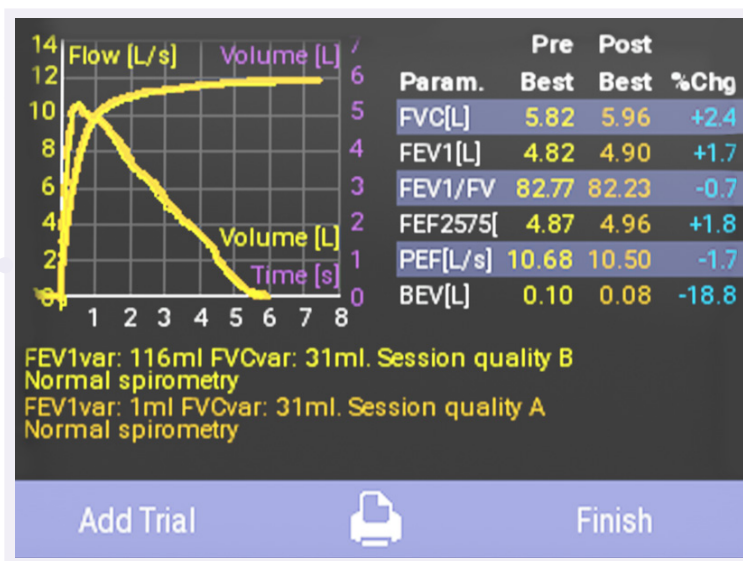 Flow [L/s]
Volume [L]
14
12
10
8
6
4
2
0
7
6
5
4
3
2
1
0
Volume [L]
Time [s]
1 2 3 4 5 6 7 8
Pre Post
Param. Best Best %Chg
FVC[L] 5.82 5.96 +2.4
FEV1[L] 4.82 4.90 +1.7
FEV1/FV 82.77 82.23 -0.7
FEF2575[ 4.87 4.96 +1.8
PEF[L/s] 10.68 10.50 -1.7
BEV[L] 0.10 0.08 -18.8
FEV1var: 116ml FVCvar: 31ml. Session quality B
Normal spirometry
FEV1var: 1ml FVCvar: 31ml. Session quality A
Normal spirometry
Add Trial
Finish